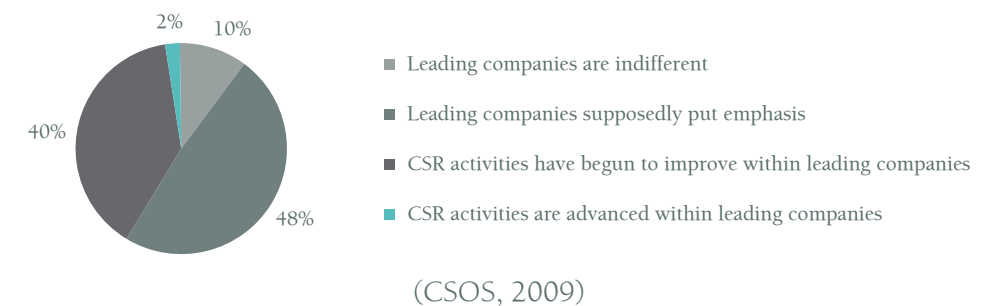 2%
10%
40%
48%
Leading companies are indifferent
Leading companies supposedly put emphasis
CSR activities have begun to improve within leading companies
CSR activities are advanced within leading companies
(CSOS, 2009)